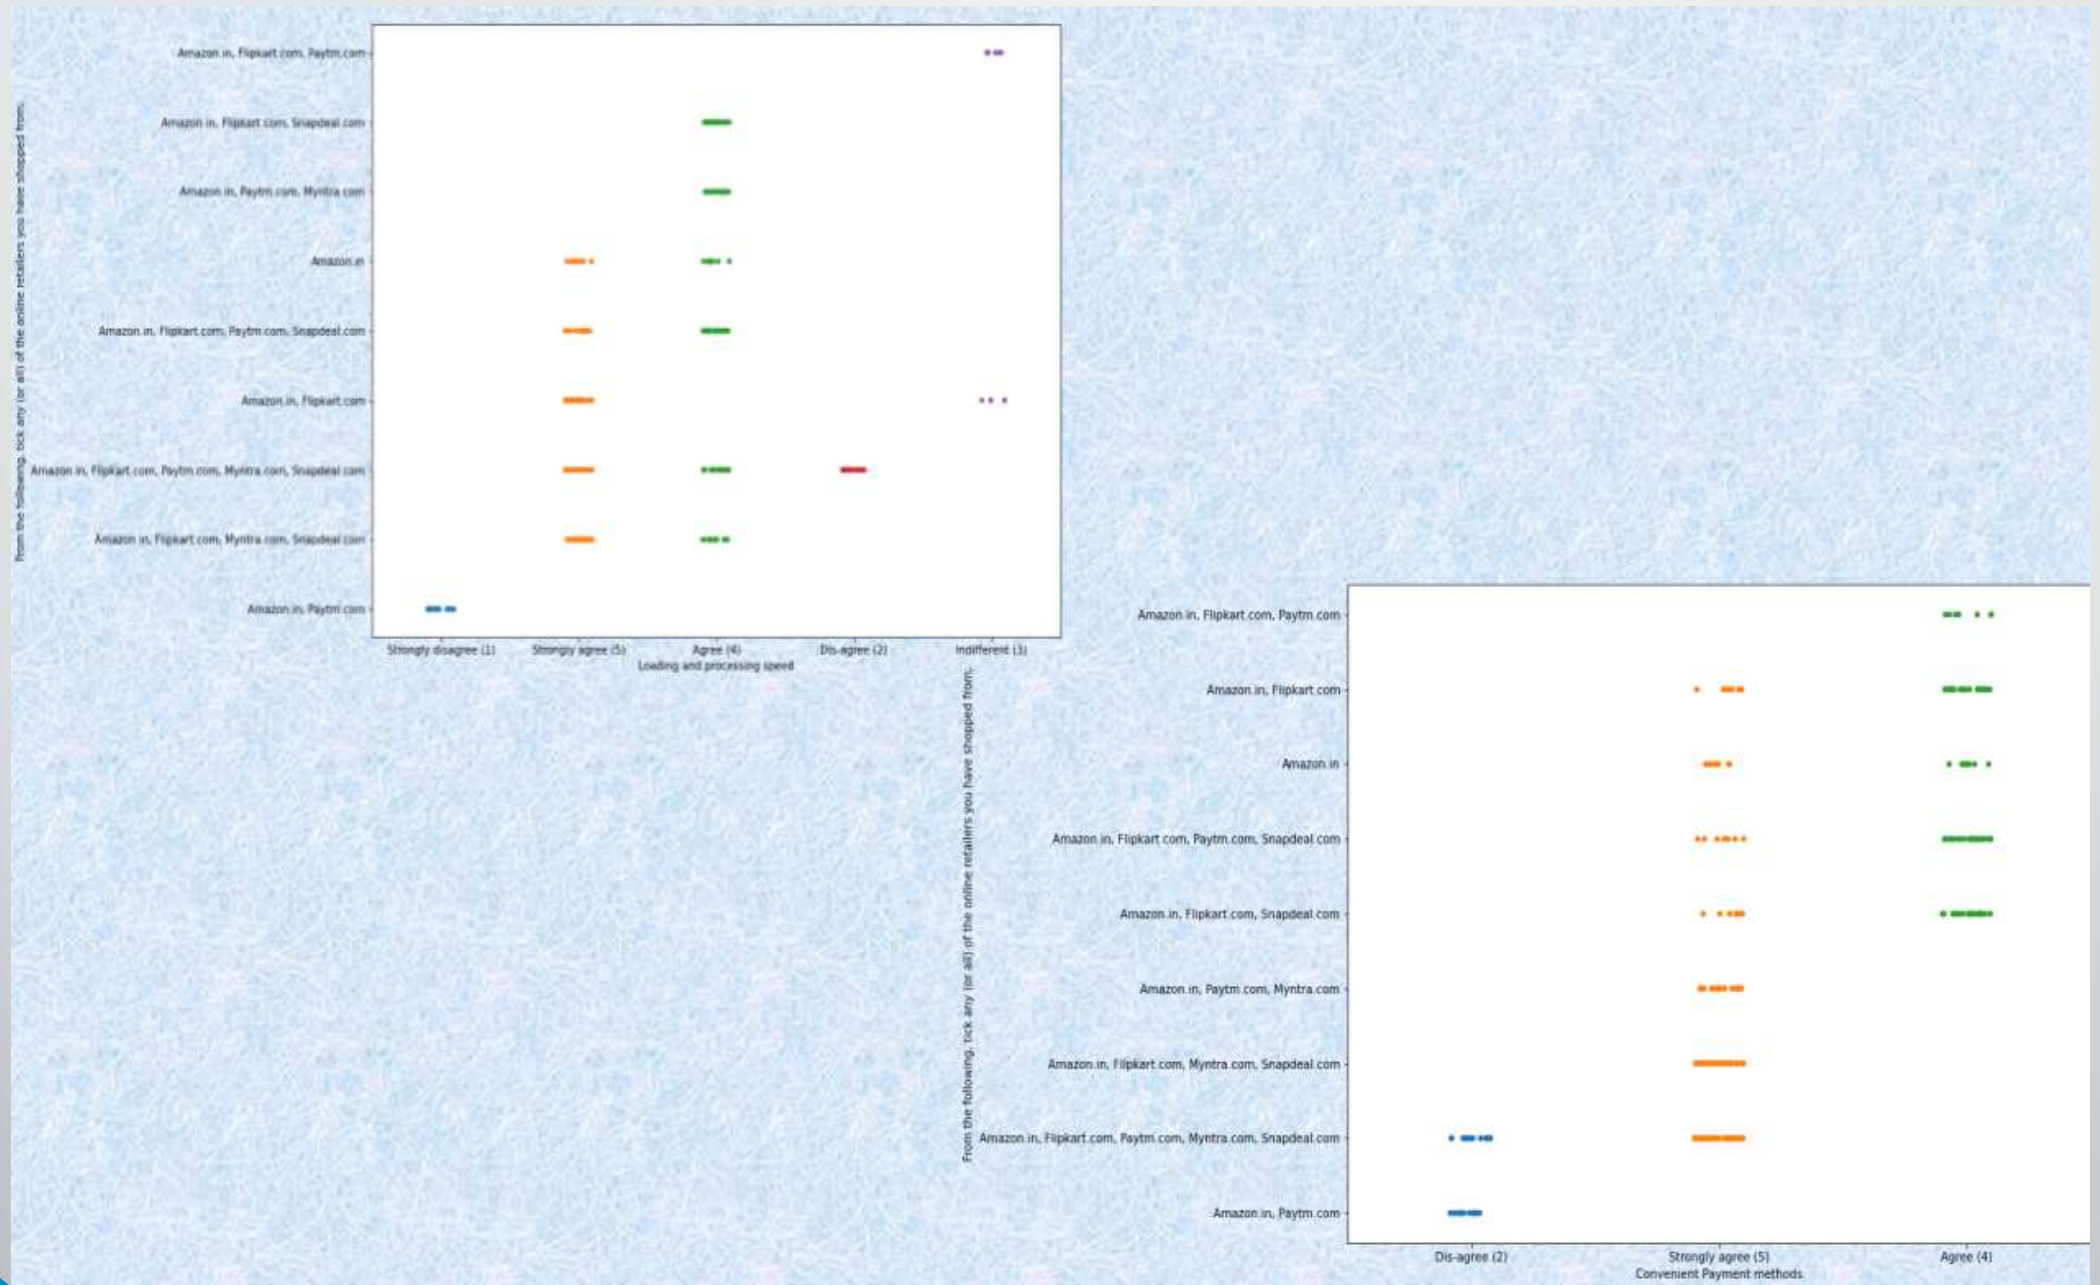 From the following, tick any (or all) of the online retailers you have shopped from.
Amazon.in, Flipkart.com, Paytm.com
Amazon.in, Flipkart.com, Snapdeal.com
Amazon.in, Paytm.com, Myntra.com
Amazon.in
Amazon.in, Flipkart.com, Paytm.com, Snapdeal.com
Amazon.in, Flipkart.com
Amazon.in, Flipkart.com, Paytm.com, Myntra.com, Snapdeal.com
Amazon.in, Flipkart.com, Myntra.com, Snapdeal.com
Amazon.in, Paytm.com
Strongly disagree (1) Strongly agree (5) Agree (4) Dis-agree (2) Indifferent (3)
Loading and processing speed
From the following, tick any (or all) of the online retailers you have shopped from.
Amazon.in, Flipkart.com, Paytm.com
Amazon.in, Flipkart.com
Amazon.in
Amazon.in, Flipkart.com, Paytm.com, Snapdeal.com
Amazon.in, Flipkart.com, Snapdeal.com
Amazon.in, Paytm.com, Myntra.com
Amazon.in, Flipkart.com, Myntra.com, Snapdeal.com
Amazon.in, Flipkart.com, Paytm.com, Myntra.com, Snapdeal.com
Amazon.in, Paytm.com
Dis-agree (2) Strongly agree (5) Agree (4)
Convenient Payment methods